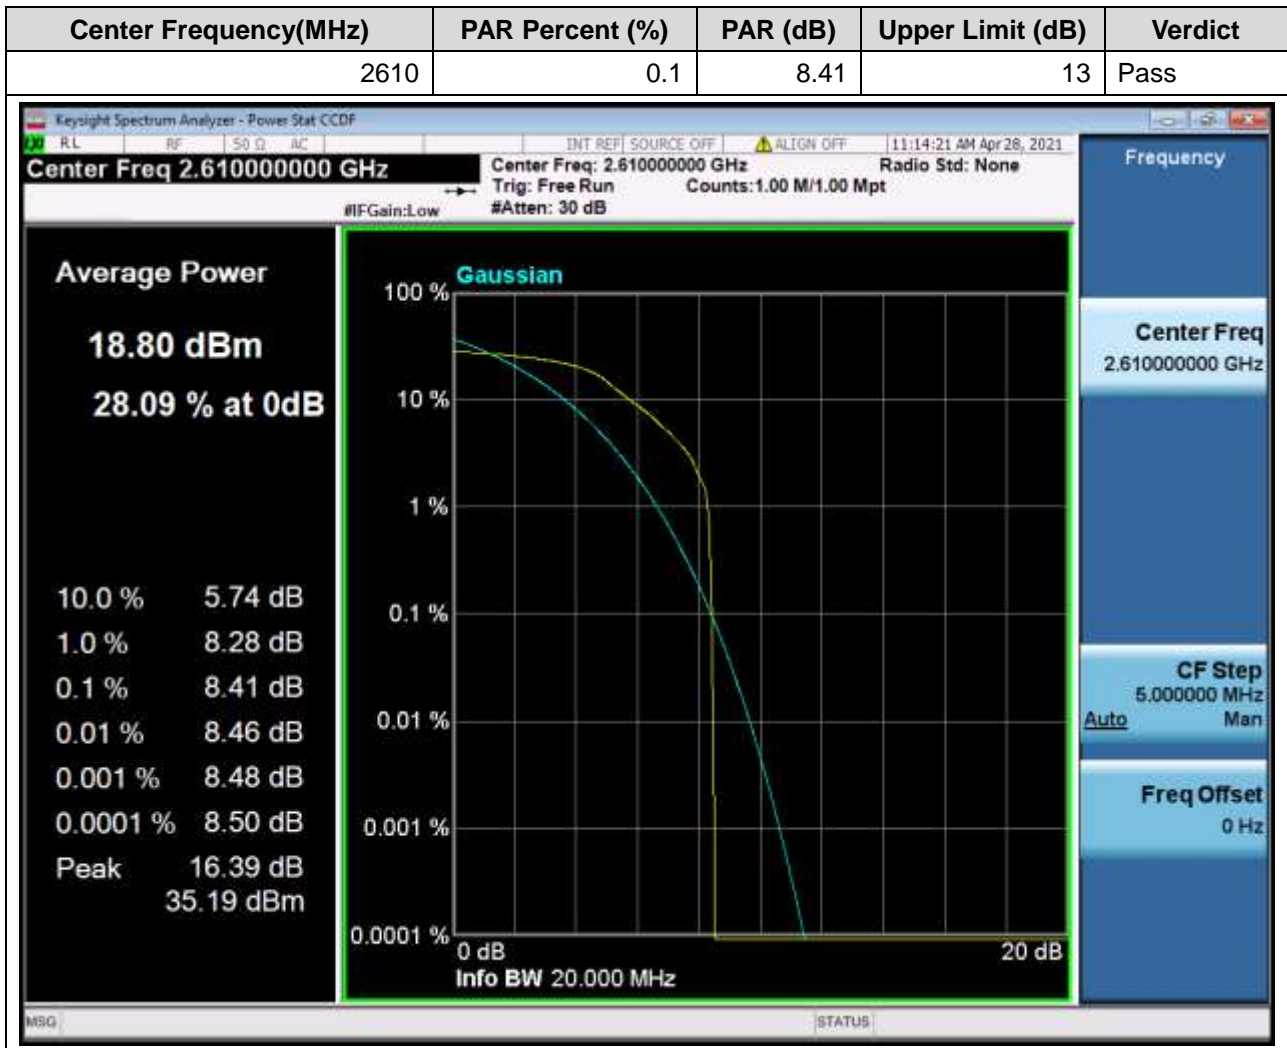 Center Frequency(MHz) PAR Percent (%) PAR (dB) Upper Limit (dB) Verdict
2610 0.1 8.41 13 Pass
Keysight Spectrum Analyzer - Power Stat CCDF
RL RF 50 Ω AC INT REF SOURCE OFF ALIGN OFF 11:14:21 AM Apr 28, 2021
Center Freq 2.610000000 GHz
#IFGain:Low
Center Freq: 2.610000000 GHz Radio Std: None
Trig: Free Run Counts:1.00 M/1.00 Mpt
#Atten: 30 dB
Average Power
18.80 dBm
28.09 % at 0dB
10.0 % 5.74 dB
1.0 % 8.28 dB
0.1 % 8.41 dB
0.01 % 8.46 dB
0.001 % 8.48 dB
0.0001 % 8.50 dB
Peak 16.39 dB
35.19 dBm
Gaussian
100 %
10 %
1 %
0.1 %
0.01 %
0.001 %
0.0001 %
0 dB 20 dB
Info BW 20.000 MHz
Frequency
Center Freq
2.610000000 GHz
CF Step
5.000000 MHz
Auto Man
Freq Offset
0 Hz
MSG STATUS